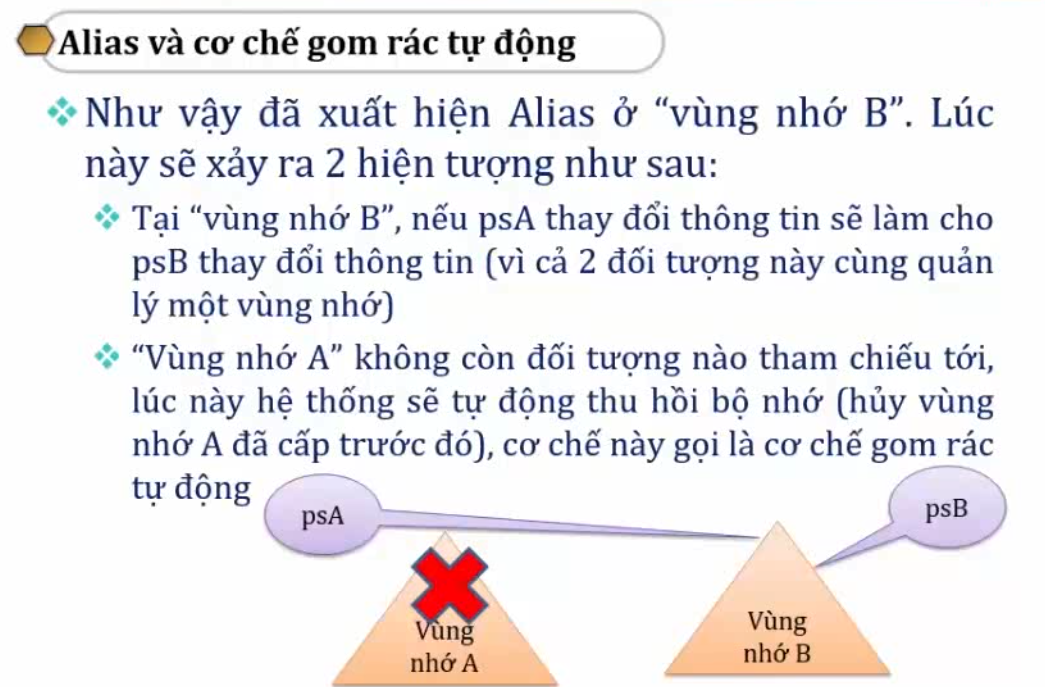 Alias và cơ chế gom rác tự động
Như vậy đã xuất hiện Alias ở “vùng nhớ B”. Lúc
này sẽ xảy ra 2 hiện tượng như sau:
Tại “vùng nhớ B”, nếu psA thay đổi thông tin sẽ làm cho
psB thay đổi thông tin (vì cả 2 đối tượng này cùng quản
lý một vùng nhớ)
“Vùng nhớ A” không còn đối tượng nào tham chiếu tới,
lúc này hệ thống sẽ tự động thu hồi bộ nhớ (hủy vùng
nhớ A đã cấp trước đó), cơ chế này gọi là cơ chế gom rác
tự động
psA
psB
Vùng
nhớ A
Vùng
nhớ B